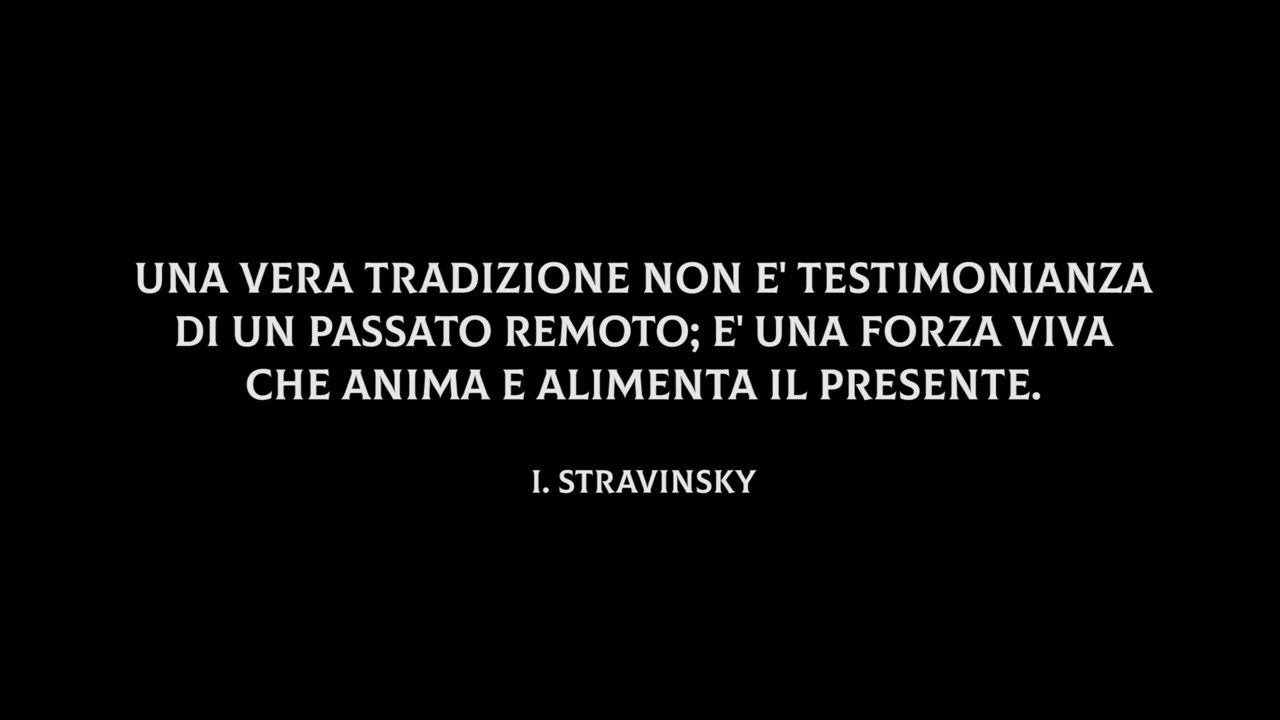 UNA VERA TRADIZIONE NON E' TESTIMONIANZA
DI UN PASSATO REMOTO; E' UNA FORZA VIVA
CHE ANIMA E ALIMENTA IL PRESENTE.
I. STRAVINSKY